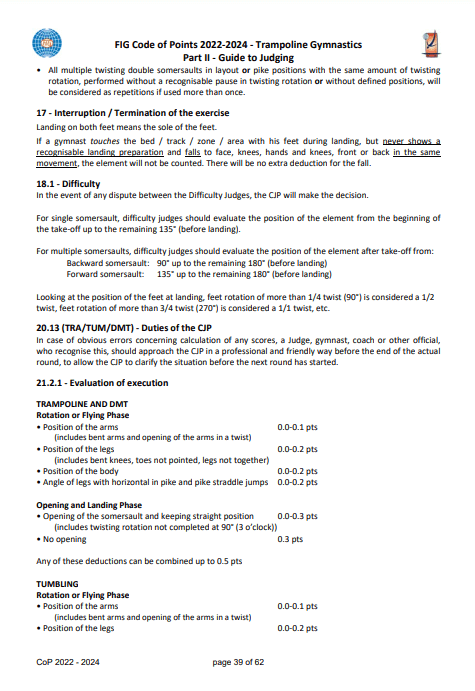 FIG Code of Points 2022-2024 - Trampoline Gymnastics
Part II - Guide to Judging
• All multiple twisting double somersaults in layout or pike positions with the same amount of twisting
rotation, performed without a recognisable pause in twisting rotation or without defined positions, will
be considered as repetitions if used more than once.
17 - Interruption / Termination of the exercise
Landing on both feet means the sole of the feet.
If a gymnast touches the bed / track / zone / area with his feet during landing, but never shows a
recognisable landing preparation and falls to face, knees, hands and knees, front or back in the same
movement, the element will not be counted. There will be no extra deduction for the fall.
18.1 - Difficulty
In the event of any dispute between the Difficulty Judges, the CJP will make the decision.
For single somersault, difficulty judges should evaluate the position of the element from the beginning of
the take-off up to the remaining 135° (before landing).
For multiple somersaults, difficulty judges should evaluate the position of the element after take-off from:
Backward somersault: 90° up to the remaining 180° (before landing)
Forward somersault: 135° up to the remaining 180° (before landing)
Looking at the position of the feet at landing, feet rotation of more than 1/4 twist (90°) is considered a 1/2
twist, feet rotation of more than 3/4 twist (270°) is considered a 1/1 twist, etc.
20.13 (TRA/TUM/DMT) - Duties of the CJP
In case of obvious errors concerning calculation of any scores, a Judge, gymnast, coach or other official,
who recognise this, should approach the CJP in a professional and friendly way before the end of the actual
round, to allow the CJP to clarify the situation before the next round has started.
21.2.1 - Evaluation of execution
TRAMPOLINE AND DMT
Rotation or Flying Phase
• Position of the arms 0.0-0.1 pts
(includes bent arms and opening of the arms in a twist)
• Position of the legs 0.0-0.2 pts
(includes bent knees, toes not pointed, legs not together)
• Position of the body 0.0-0.2 pts
• Angle of legs with horizontal in pike and pike straddle jumps 0.0-0.2 pts
Opening and Landing Phase
• Opening of the somersault and keeping straight position 0.0-0.3 pts
(includes twisting rotation not completed at 90° (3 o'clock))
• No opening 0.3 pts
Any of these deductions can be combined up to 0.5 pts
TUMBLING
Rotation or Flying Phase
• Position of the arms 0.0-0.1 pts
(includes bent arms and opening of the arms in a twist)
• Position of the legs 0.0-0.2 pts
CoP 2022 - 2024 page 39 of 62